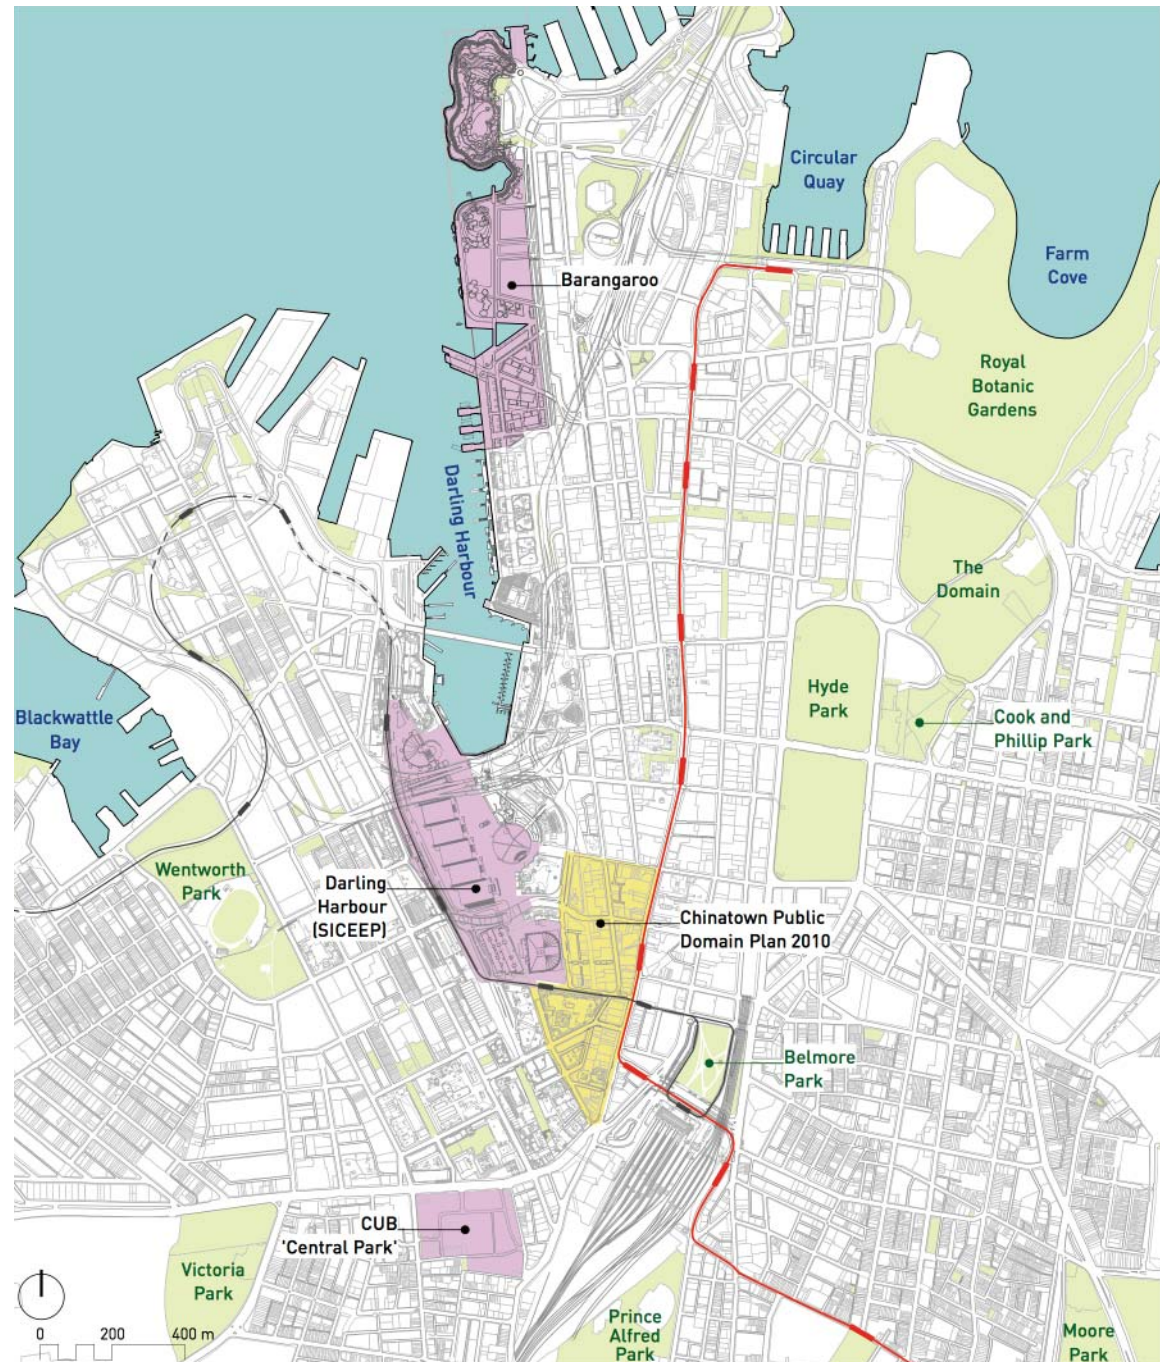 Circular
Quay
Farm
Cove
Barangaroo
Royal
Botanic
Gardens
Darling Harbour
The
Domain
Hyde
Park
Cook and
Phillip Park
Blackwattle
Bay
Wentworth
Park
Darling
Harbour
(SICEEP)
Chinatown Public
Domain Plan 2010
Belmore
Park
CUB
'Central Park'
Victoria
Park
Prince
Alfred
Park
Moore
Park
0 200 400 m